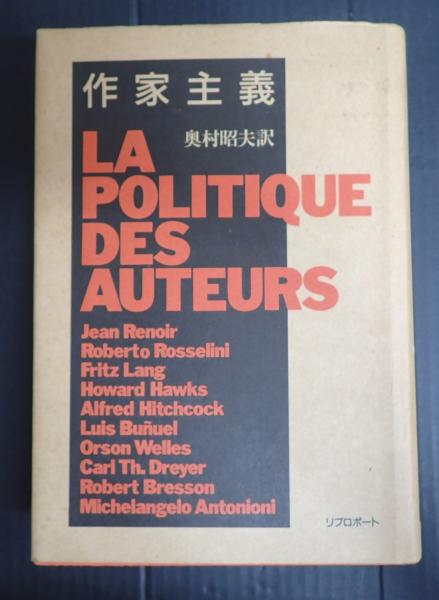 作家主義
奥村昭夫訳
LA
POLITIQUE
DES
AUTEURS
Jean Renoir
Roberto Rosselini
Fritz Lang
Howard Hawks
Alfred Hitchcock
Luis Buñuel
Orson Welles
Carl Th. Dreyer
Robert Bresson
Michelangelo Antonioni
リブロポート